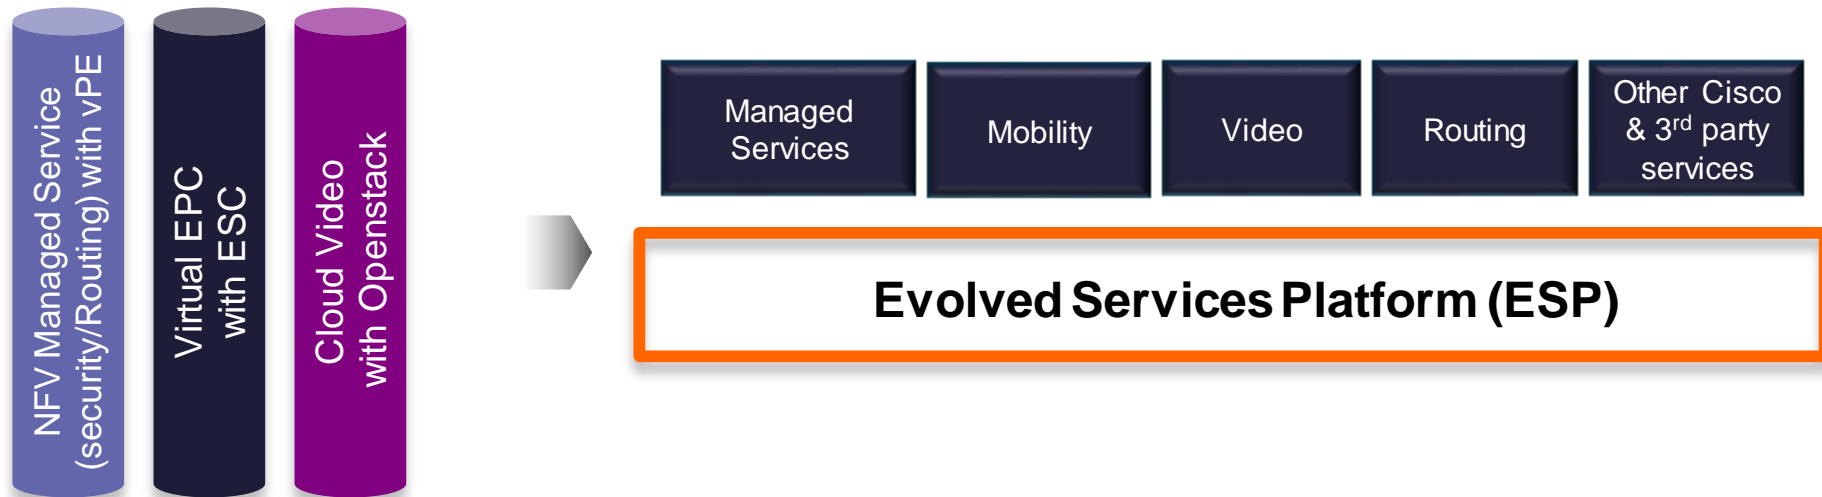 NFV Managed Service
(security/Routing) with vPE
Virtual EPC
with ESC
Cloud Video
with Openstack
Managed
Services
Mobility
Video
Routing
Other Cisco
& 3rd party
services
Evolved Services Platform (ESP)